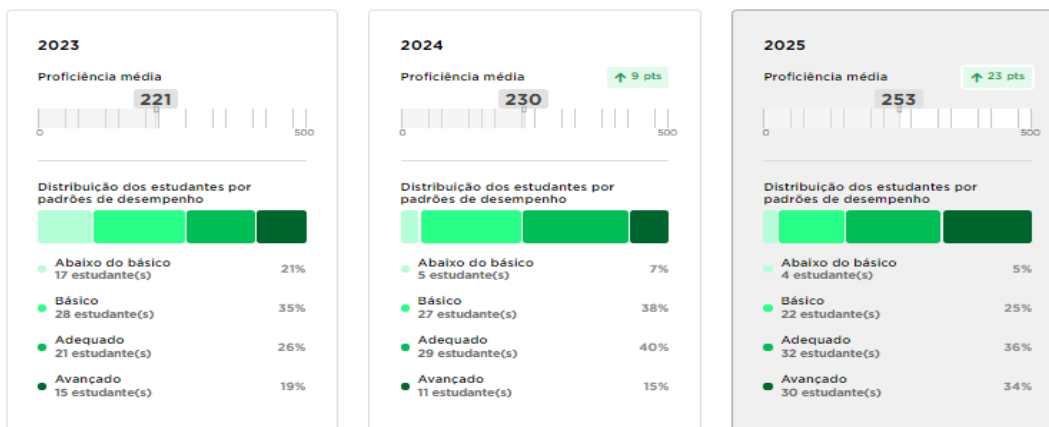 2023
Proficiência média
221
0
500
Distribuição dos estudantes por
padrões de desempenho
Abaixo do básico
17 estudante(s)
21%
Básico
28 estudante(s)
35%
Adequado
21 estudante(s)
26%
Avançado
15 estudante(s)
19%
2024
Proficiência média
↑ 9 pts
230
0
500
Distribuição dos estudantes por
padrões de desempenho
Abaixo do básico
5 estudante(s)
7%
Básico
27 estudante(s)
38%
Adequado
29 estudante(s)
40%
Avançado
11 estudante(s)
15%
2025
Proficiência média
↑ 23 pts
253
0
500
Distribuição dos estudantes por
padrões de desempenho
Abaixo do básico
4 estudante(s)
5%
Básico
22 estudante(s)
25%
Adequado
32 estudante(s)
36%
Avançado
30 estudante(s)
34%